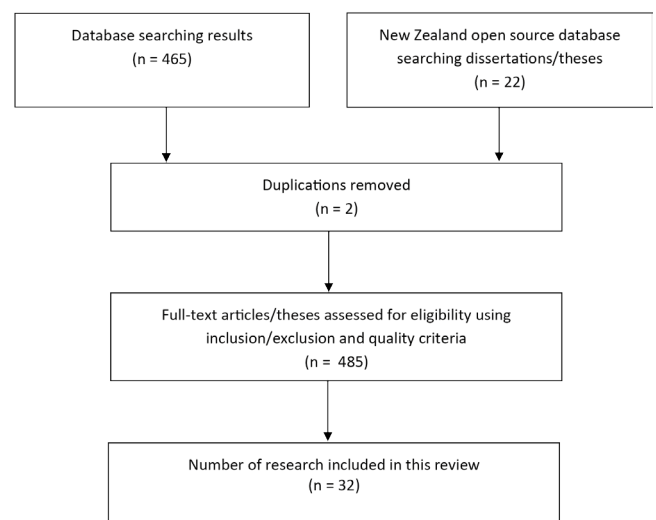 Database searching results
(n = 465)
New Zealand open source database
searching dissertations/theses
(n = 22)
Duplications removed
(n = 2)
Full-text articles/theses assessed for eligibility using
inclusion/exclusion and quality criteria
(n =  485)
Number of research included in this review
(n = 32)